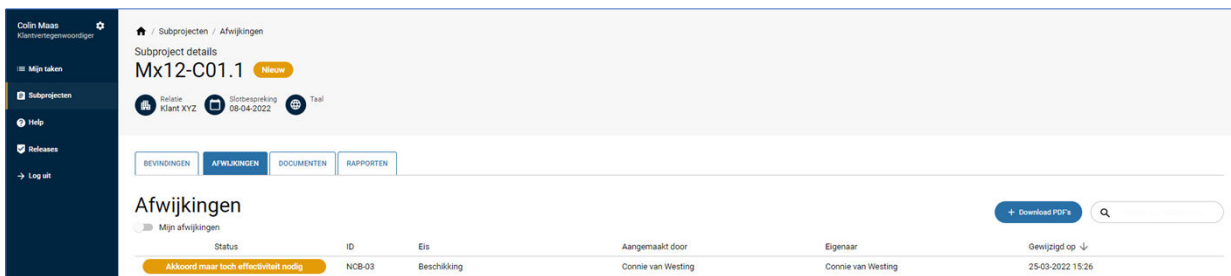 Colin Maas
Klantvertegenwoordiger
Mijn taken
Subprojecten
Help
Releases
Log uit
/ Subprojecten / Afwijkingen
Subproject details
Mx12-C01.1 Nieuw
Relatie
Klant XYZ
Slotbespreking
08-04-2022
Taal
BEVINDINGEN AFWIJKINGEN DOCUMENTEN RAPPORTEN
Afwijkingen
+ Download PDF's
Mijn afwijkingen
Status ID Eis Aangemaakt door Eigenaar Gewijzigd op ↓
Akkoord maar toch effectiviteit nodig NCB-03 Beschikking Connie van Westing Connie van Westing 25-03-2022 15:26